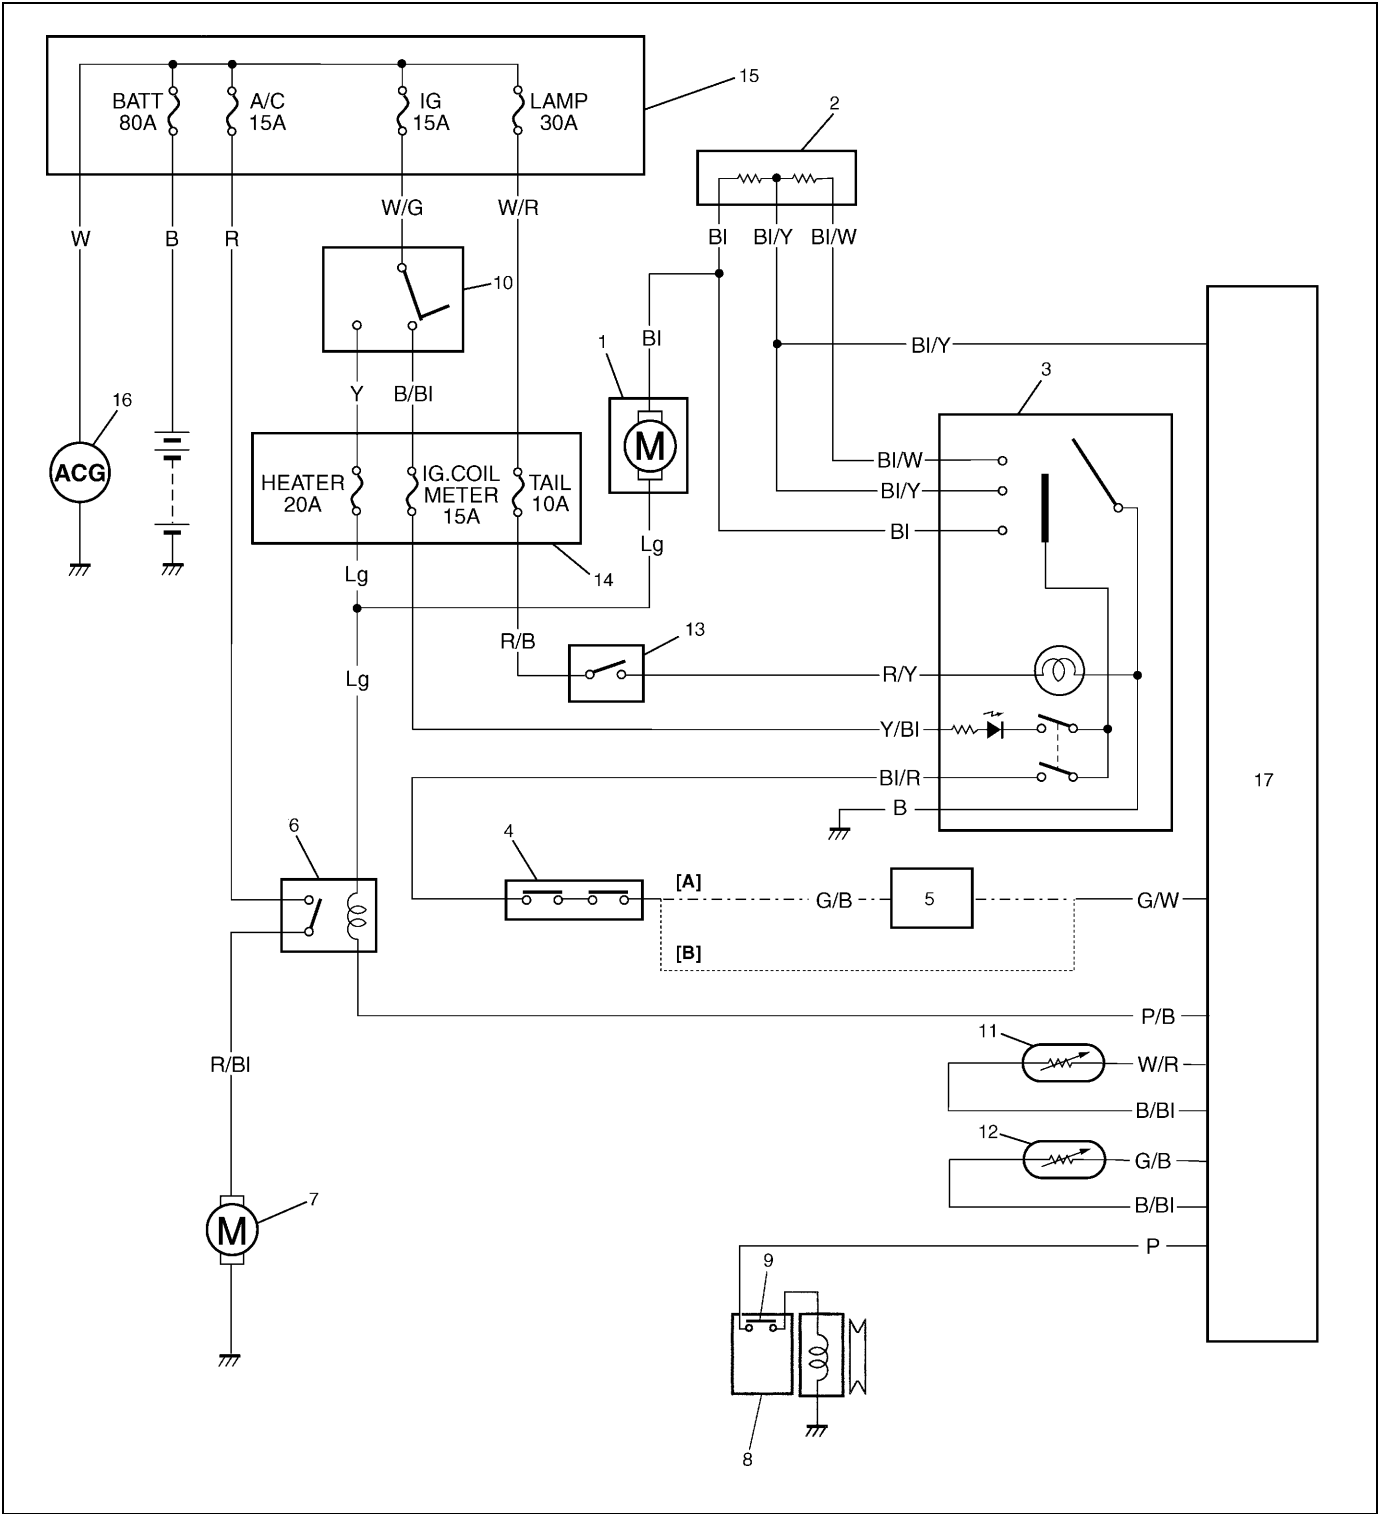 15
BATT
80A
A/C
15A
IG
15A
LAMP
30A
2
W/G
W/R
W
B
R
Bl
Bl/Y
Bl/W
10
Bl
Bl/Y
1
3
Y
B/Bl
16
M
ACG
HEATER
20A
IG.COIL
METER
15A
TAIL
10A
Bl/W
Bl/Y
Bl
Lg
Lg
14
13
R/B
Lg
R/Y
Y/Bl
Bl/R
17
B
6
4
[A]
G/B
5
G/W
[B]
P/B
11
R/Bl
W/R
B/Bl
12
G/B
7
B/Bl
M
P
9
8